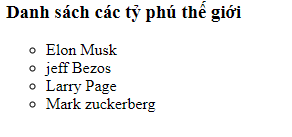 Danh sách các tỷ phú thế giới
Elon Musk
jeff Bezos
Larry Page
Mark zuckerberg